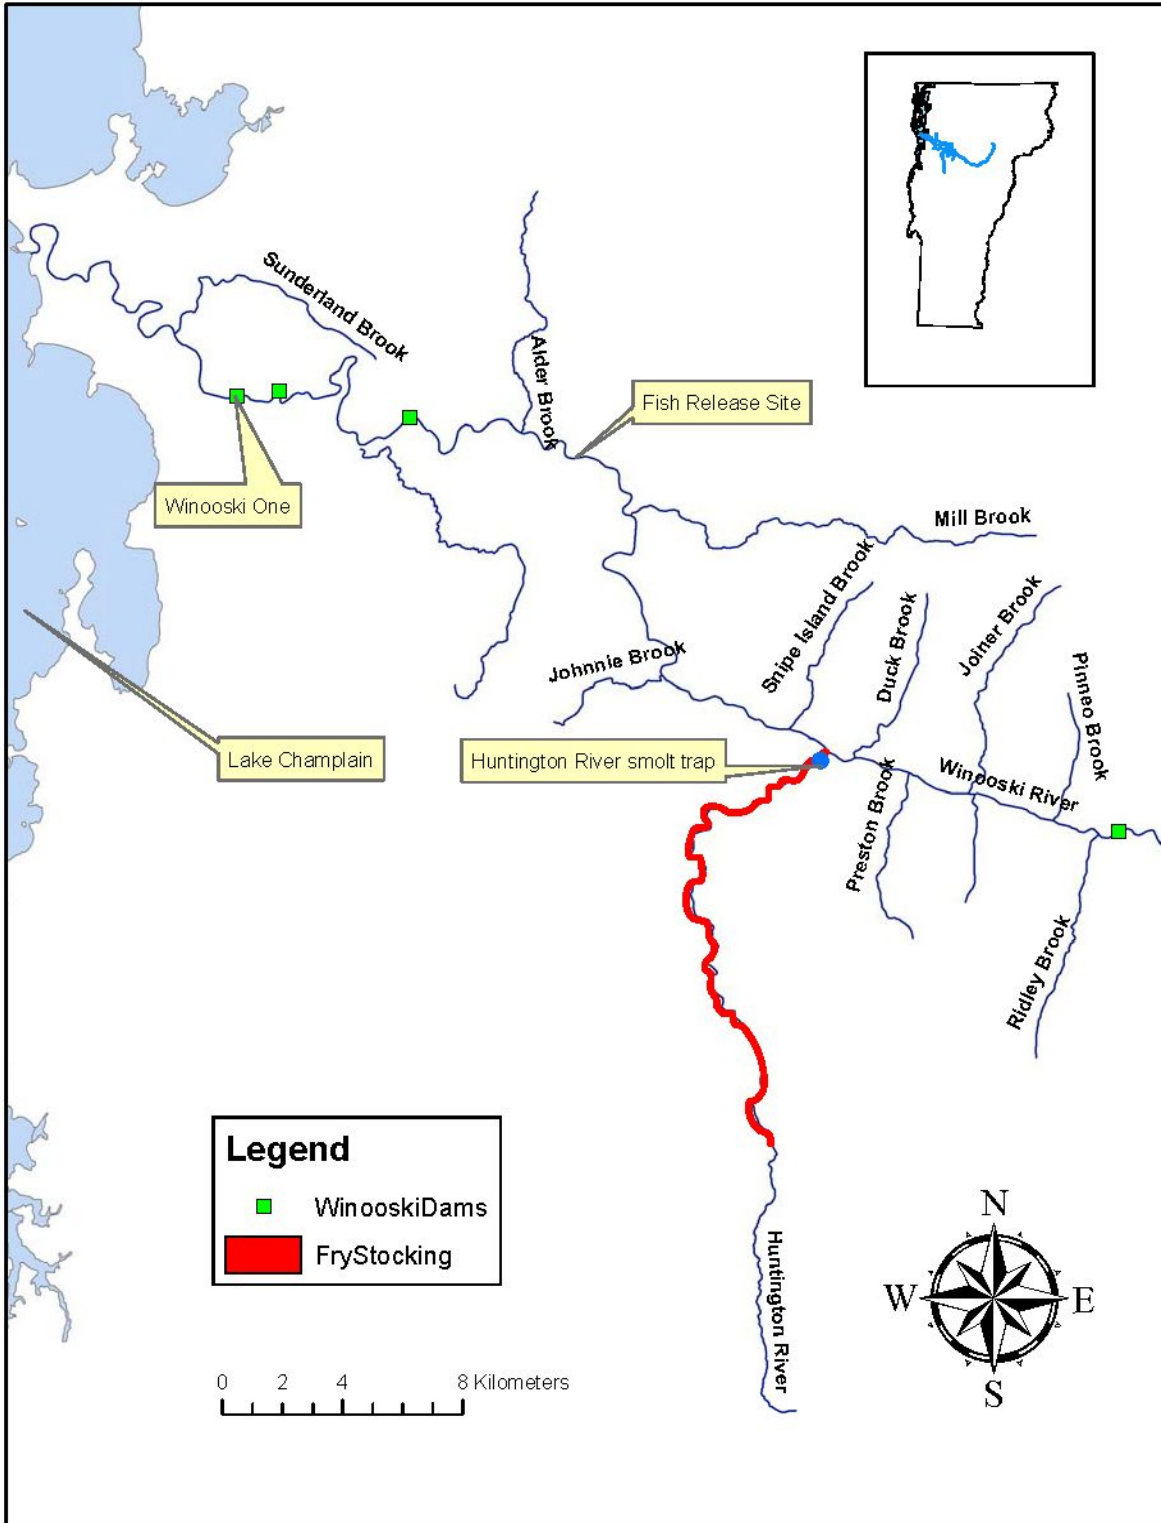 Sunderland Brook
Alder Brook
Fish Release Site
Winooski One
Mill Brook
Snipe Island Brook
Duck Brook
Joiner Brook
Pinneo Brook
Johnnie Brook
Lake Champlain
Huntington River smolt trap
Winooski River
Preston Brook
Ridley Brook
Huntington River
Legend
WinooskiDams
FryStocking
0 2 4 8 Kilometers
N
W E
S